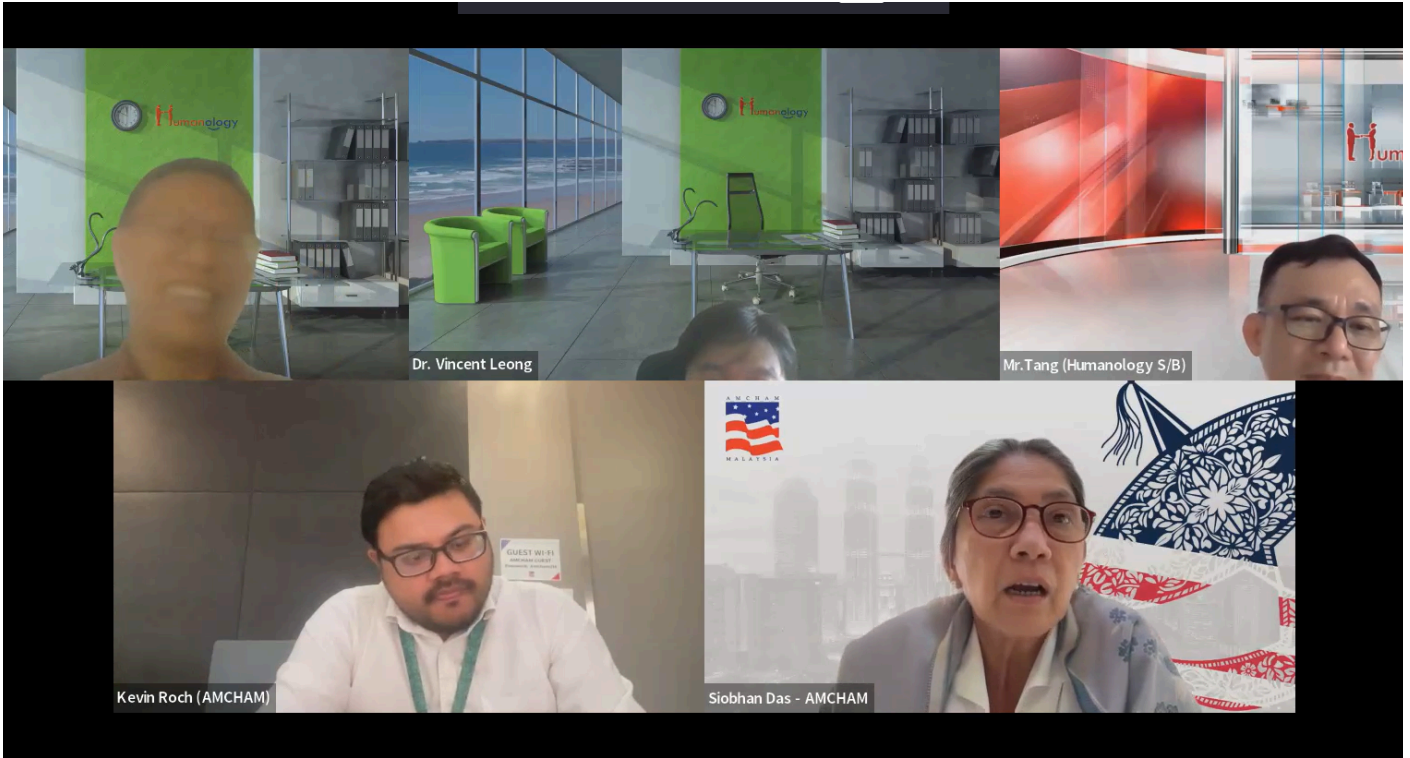 Humanology
Humanology
Hum
Dr. Vincent Leong
Mr.Tang (Humanology S/B)
AMCHAM
MALAYSIA
GUEST WI-FI
Kevin Roch (AMCHAM)
Siobhan Das - AMCHAM